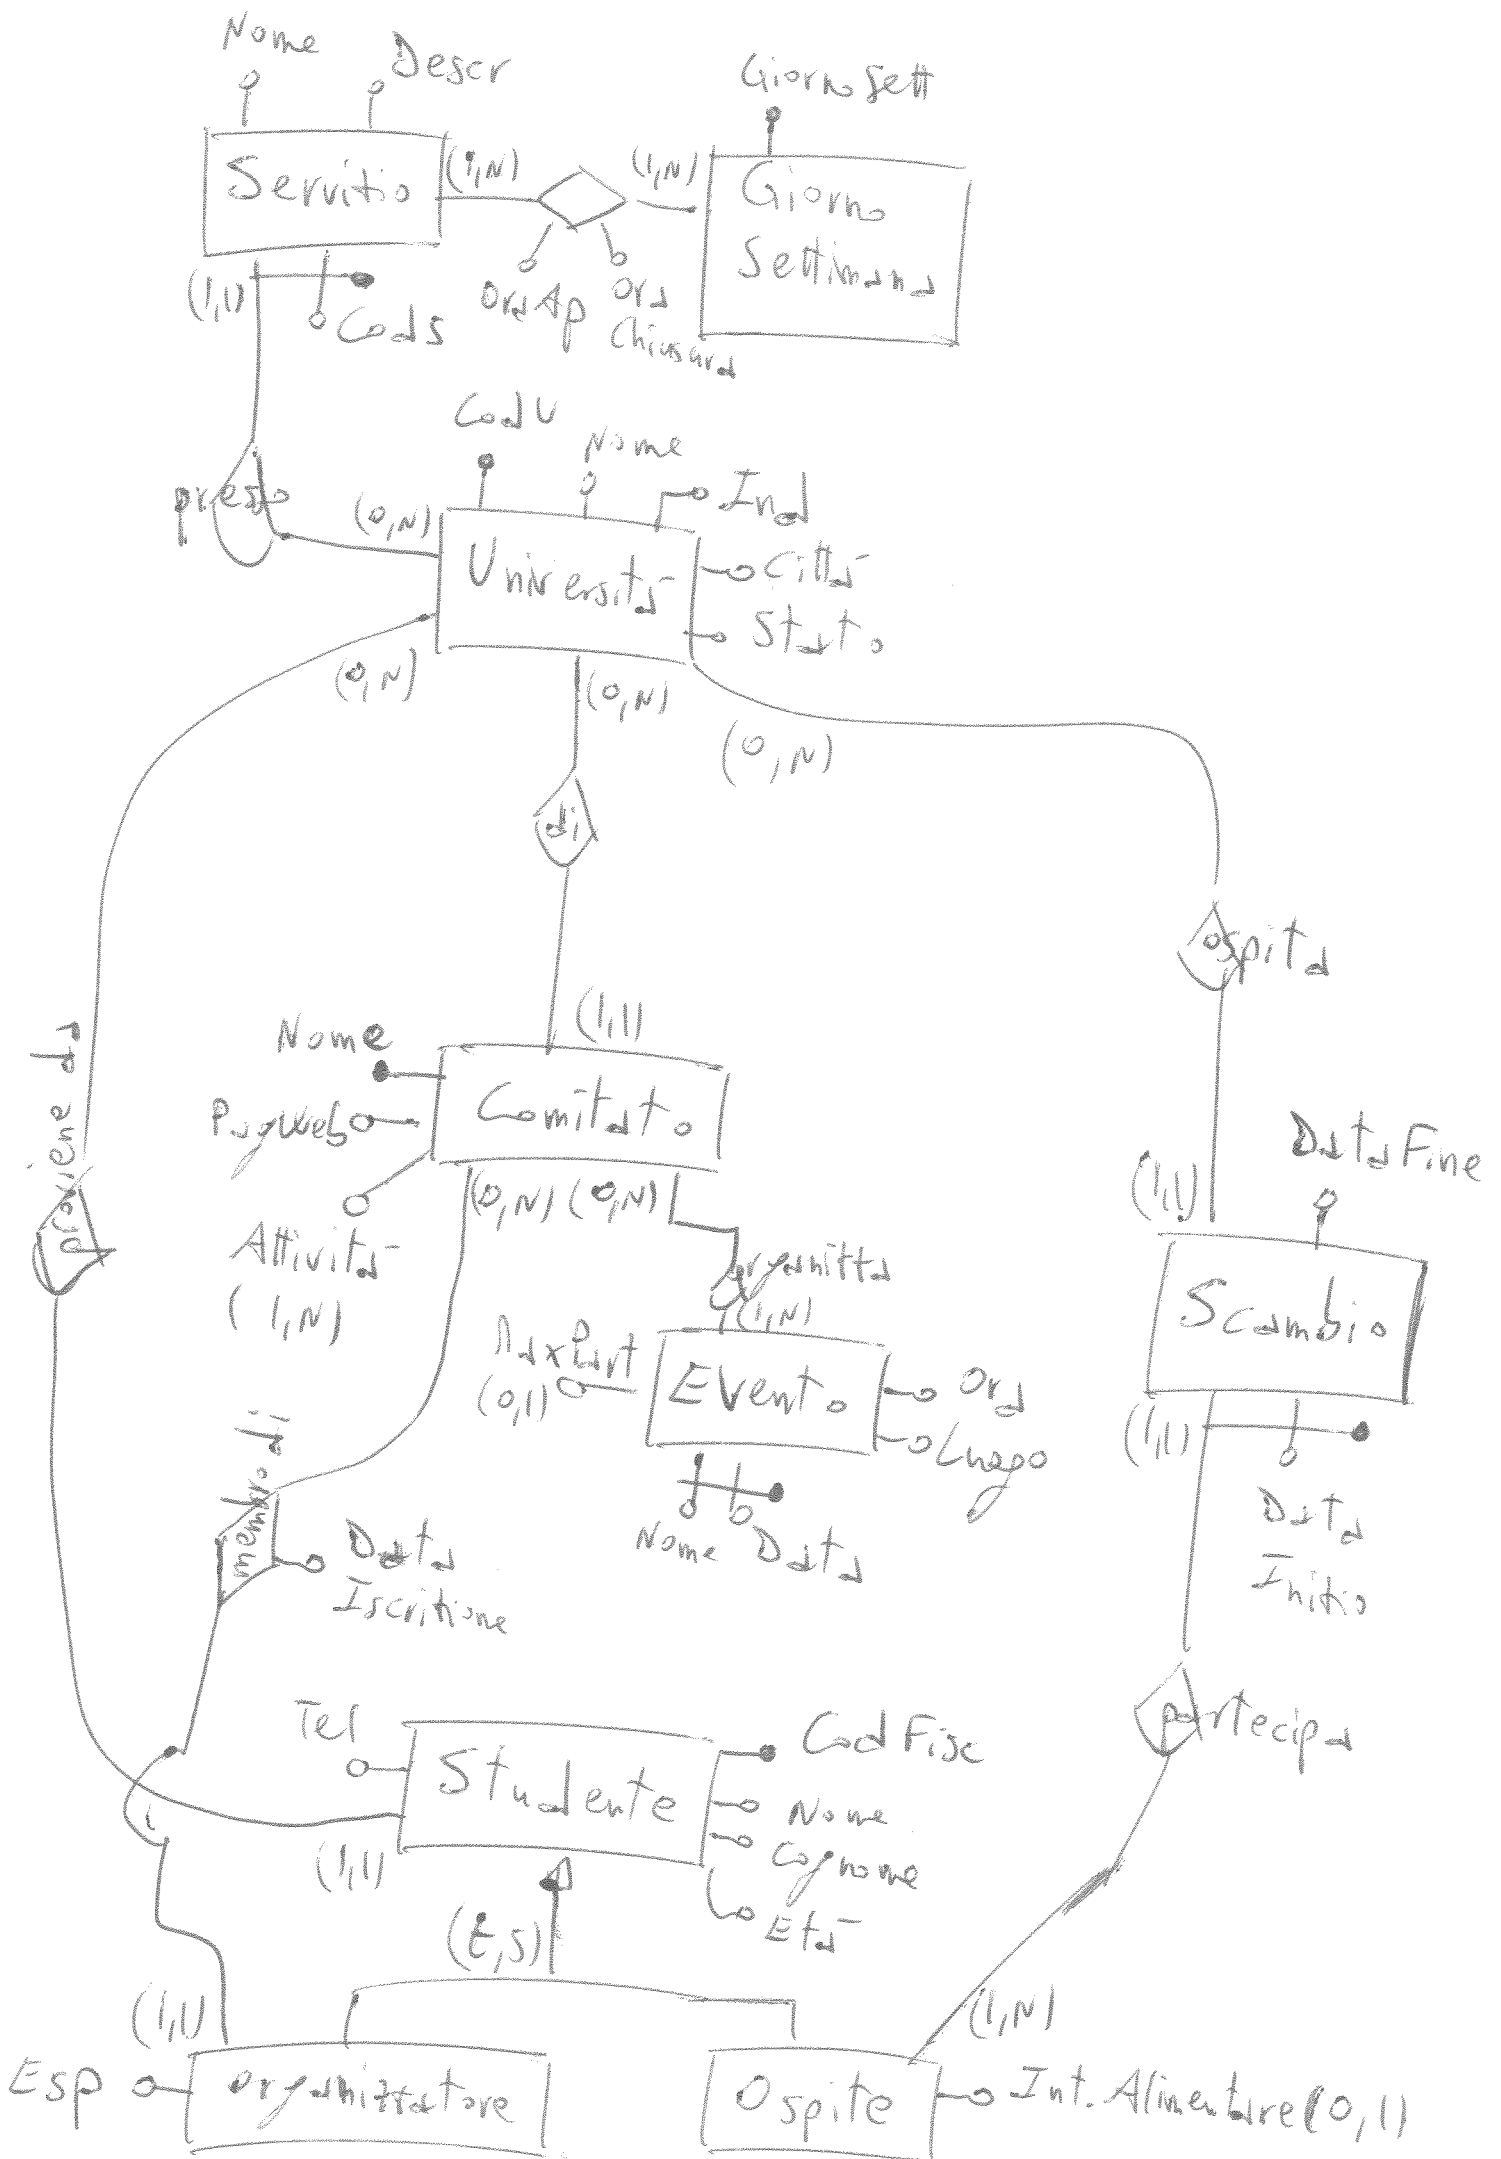 Nome
Descr
Giorno Sett
Servizio
(1,N)
(1,N)
Giorno
Settimana
(1,1)
CodS
Ora Ap
Ora
Chiusura
CodU
Nome
Ind
presso
(0,N)
Università
Città
Stato
(0,N)
(0,N)
(0,N)
di
ospita
(1,1)
Nome
proviene da
Comitato
PagWeb
Data Fine
(1,1)
(0,N)
(0,N)
Attività
(1,N)
organizza
(1,N)
Scambio
MaxPart
(0,1)
Evento
Ora
Luogo
(1,1)
membro di
Nome
Data
Data
Inizio
Data
Iscrizione
Tel
Studente
CodFisc
partecipa
Nome
Cognome
(1,1)
Età
(t,s)
(1,1)
(1,N)
Esp
Organizzatore
Ospite
Int. Alimentare (0,1)